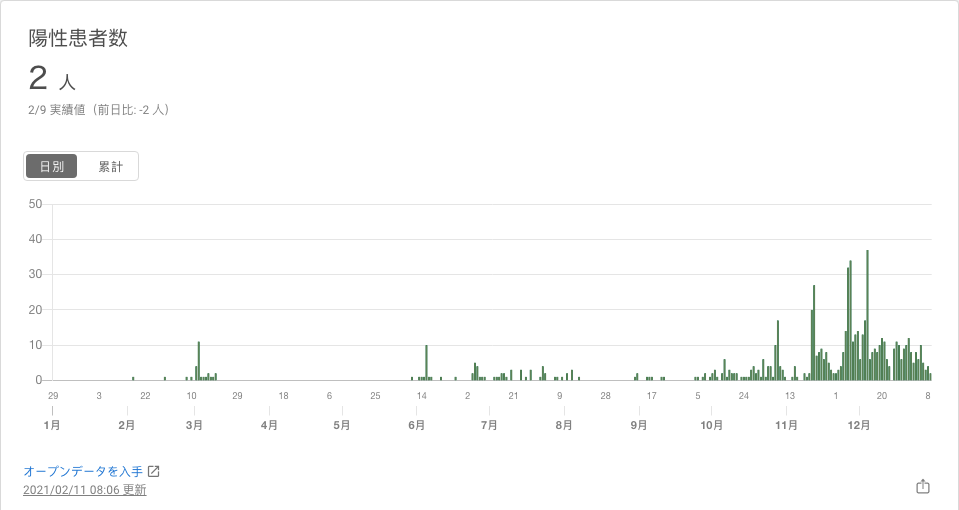 陽性患者数
2 人
2/9 実績値（前日比: -2 人）
日別 累計
50
40
30
20
10
0
29 3 22 10 29 18 6 25 14 2 21 9 28 17 5 24 13 1 20 8
1月 2月 3月 4月 5月 6月 7月 8月 9月 10月 11月 12月
オープンデータを入手
2021/02/11 08:06 更新